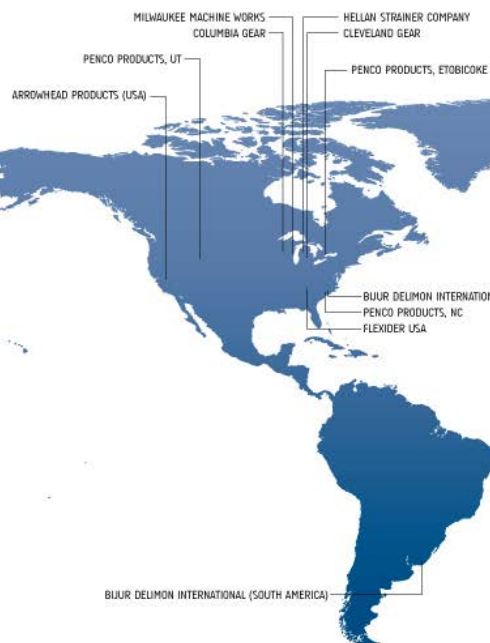 MILWAUKEE MACHINE WORKS
HELLAN STRAINER COMPANY
COLUMBIA GEAR
CLEVELAND GEAR
PENCO PRODUCTS, UT
PENCO PRODUCTS, ETOBICOKE
ARROWHEAD PRODUCTS (USA)
BIJUR DELIMON INTERNATION
PENCO PRODUCTS, NC
FLEXIDER USA
BIJUR DELIMON INTERNATIONAL (SOUTH AMERICA)